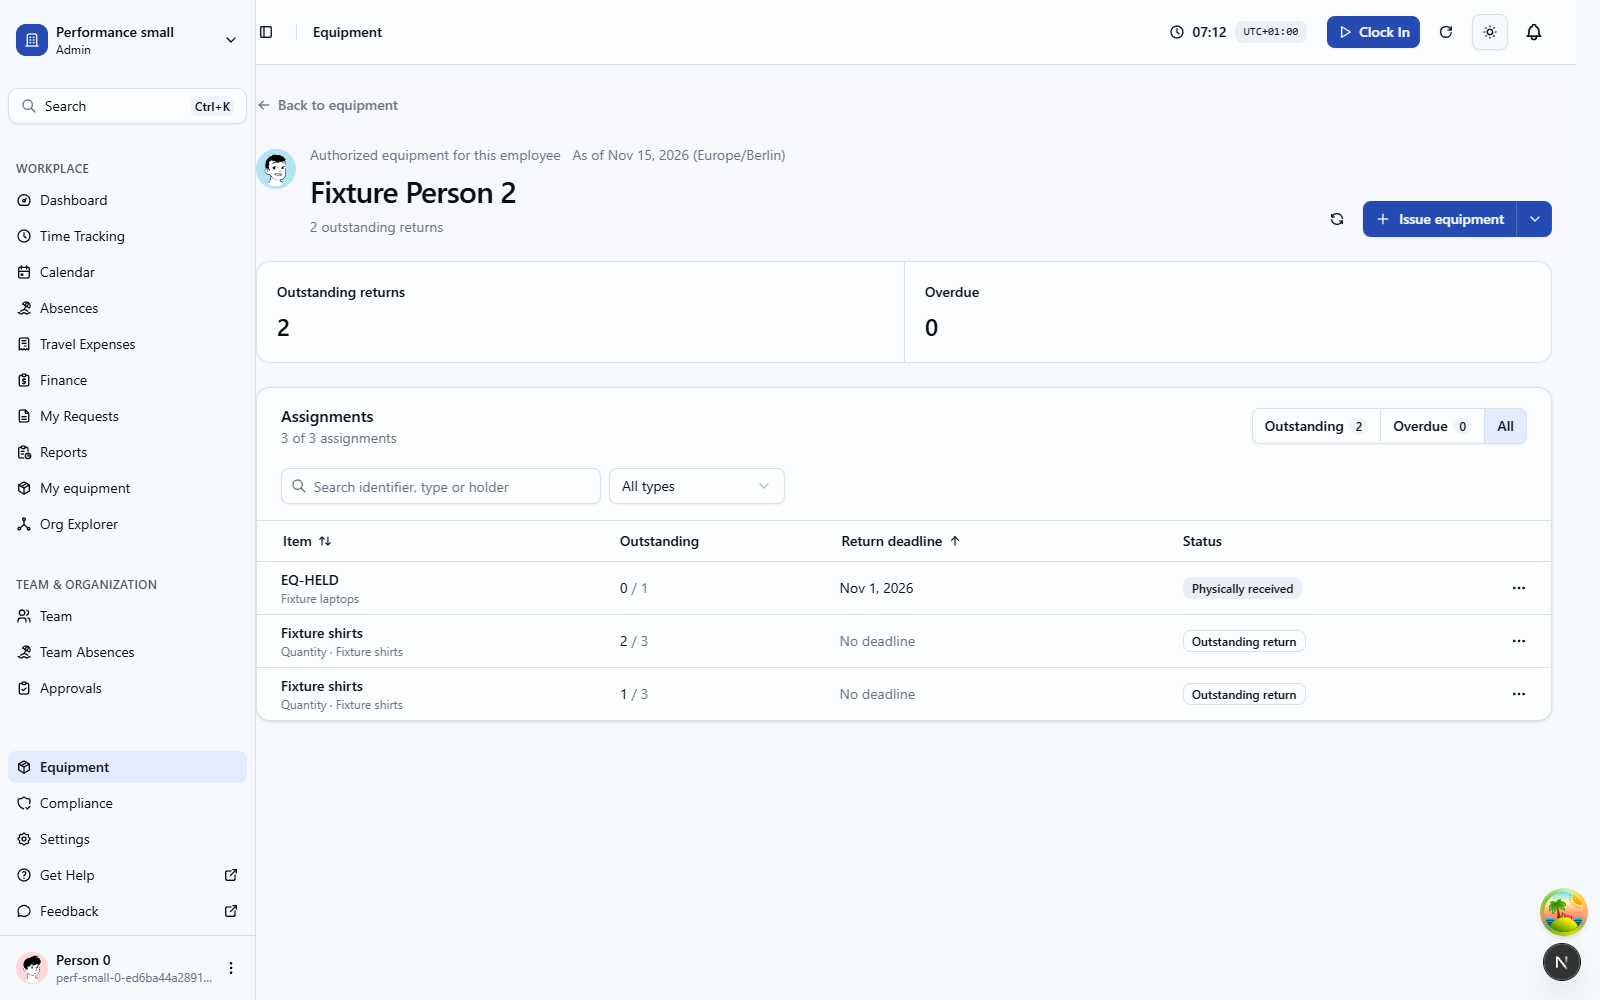 Performance small
Admin
Search
Ctrl+K
WORKPLACE
Dashboard
Time Tracking
Calendar
Absences
Travel Expenses
Finance
My Requests
Reports
My equipment
Org Explorer
TEAM & ORGANIZATION
Team
Team Absences
Approvals
Equipment
Compliance
Settings
Get Help
Feedback
Person 0
perf-small-0-ed6ba44a2891...
Equipment
07:12
UTC+01:00
Clock In
Back to equipment
Authorized equipment for this employee As of Nov 15, 2026 (Europe/Berlin)
Fixture Person 2
2 outstanding returns
Issue equipment
Outstanding returns
2
Overdue
0
Assignments
3 of 3 assignments
Outstanding 2
Overdue 0
All
Search identifier, type or holder
All types
Item
Outstanding
Return deadline
Status
EQ-HELD
Fixture laptops
0 / 1
Nov 1, 2026
Physically received
Fixture shirts
Quantity · Fixture shirts
2 / 3
No deadline
Outstanding return
Fixture shirts
Quantity · Fixture shirts
1 / 3
No deadline
Outstanding return
N